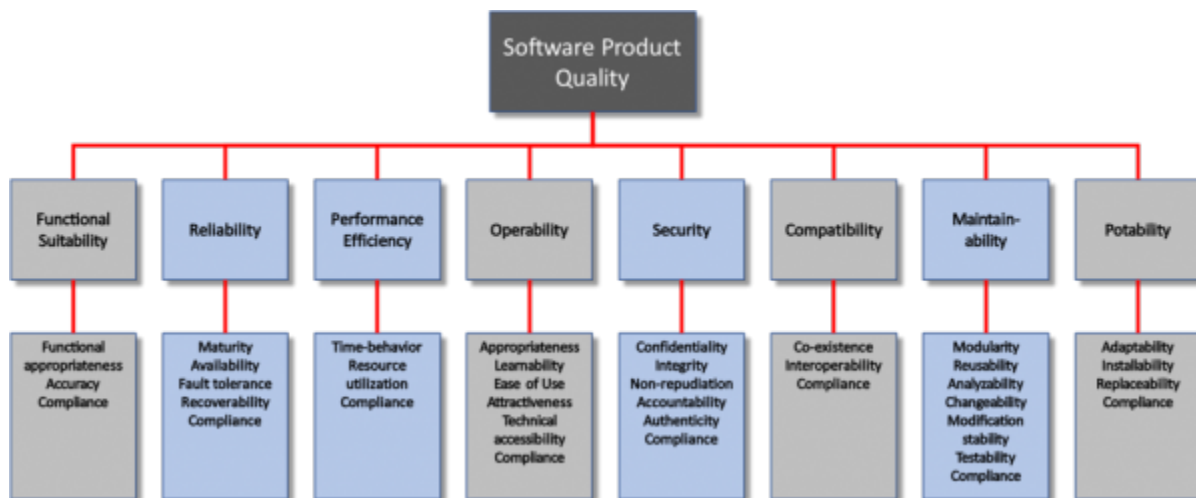 Software Product
Quality
Functional
Suitability
Reliability
Performance
Efficiency
Operability
Security
Compatibility
Maintain-
ability
Potability
Functional
appropriateness
Accuracy
Compliance
Maturity
Availability
Fault tolerance
Recoverability
Compliance
Time-behavior
Resource
utilization
Compliance
Appropriateness
Learnability
Ease of Use
Attractiveness
Technical
accessibility
Compliance
Confidentiality
Integrity
Non-repudiation
Accountability
Authenticity
Compliance
Co-existence
Interoperability
Compliance
Modularity
Reusability
Analyzability
Changeability
Modification
stability
Testability
Compliance
Adaptability
Installability
Replaceability
Compliance